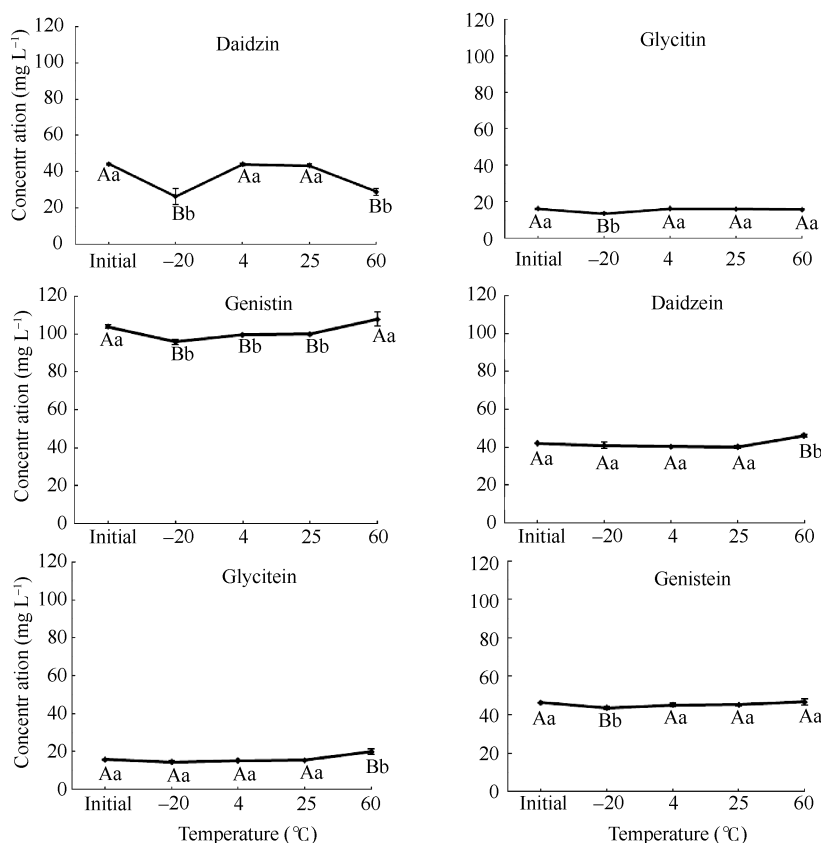 Daidzin
Concentr ation (mg L⁻¹)
120
100
80
60
40
20
0
Aa
Bb
Aa
Aa
Bb
Initial –20 4 25 60
Glycitin
120
100
80
60
40
20
0
Aa
Bb
Aa
Aa
Aa
Initial –20 4 25 60
Genistin
Concentr ation (mg L⁻¹)
120
100
80
60
40
20
0
Aa
Bb
Bb
Bb
Aa
Initial –20 4 25 60
Daidzein
120
100
80
60
40
20
0
Aa
Aa
Aa
Aa
Bb
Initial –20 4 25 60
Glycitein
Concentr ation (mg L⁻¹)
120
100
80
60
40
20
0
Aa
Aa
Aa
Aa
Bb
Initial –20 4 25 60
Temperature (℃)
Genistein
120
100
80
60
40
20
0
Aa
Bb
Aa
Aa
Aa
Initial –20 4 25 60
Temperature (℃)